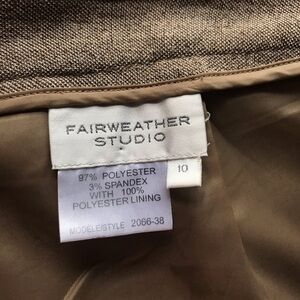 FAIRWEATHER
STUDIO
10
97% POLYESTER
3% SPANDEX
WITH 100%
POLYESTER LINING
MODELE/STYLE 2066-38